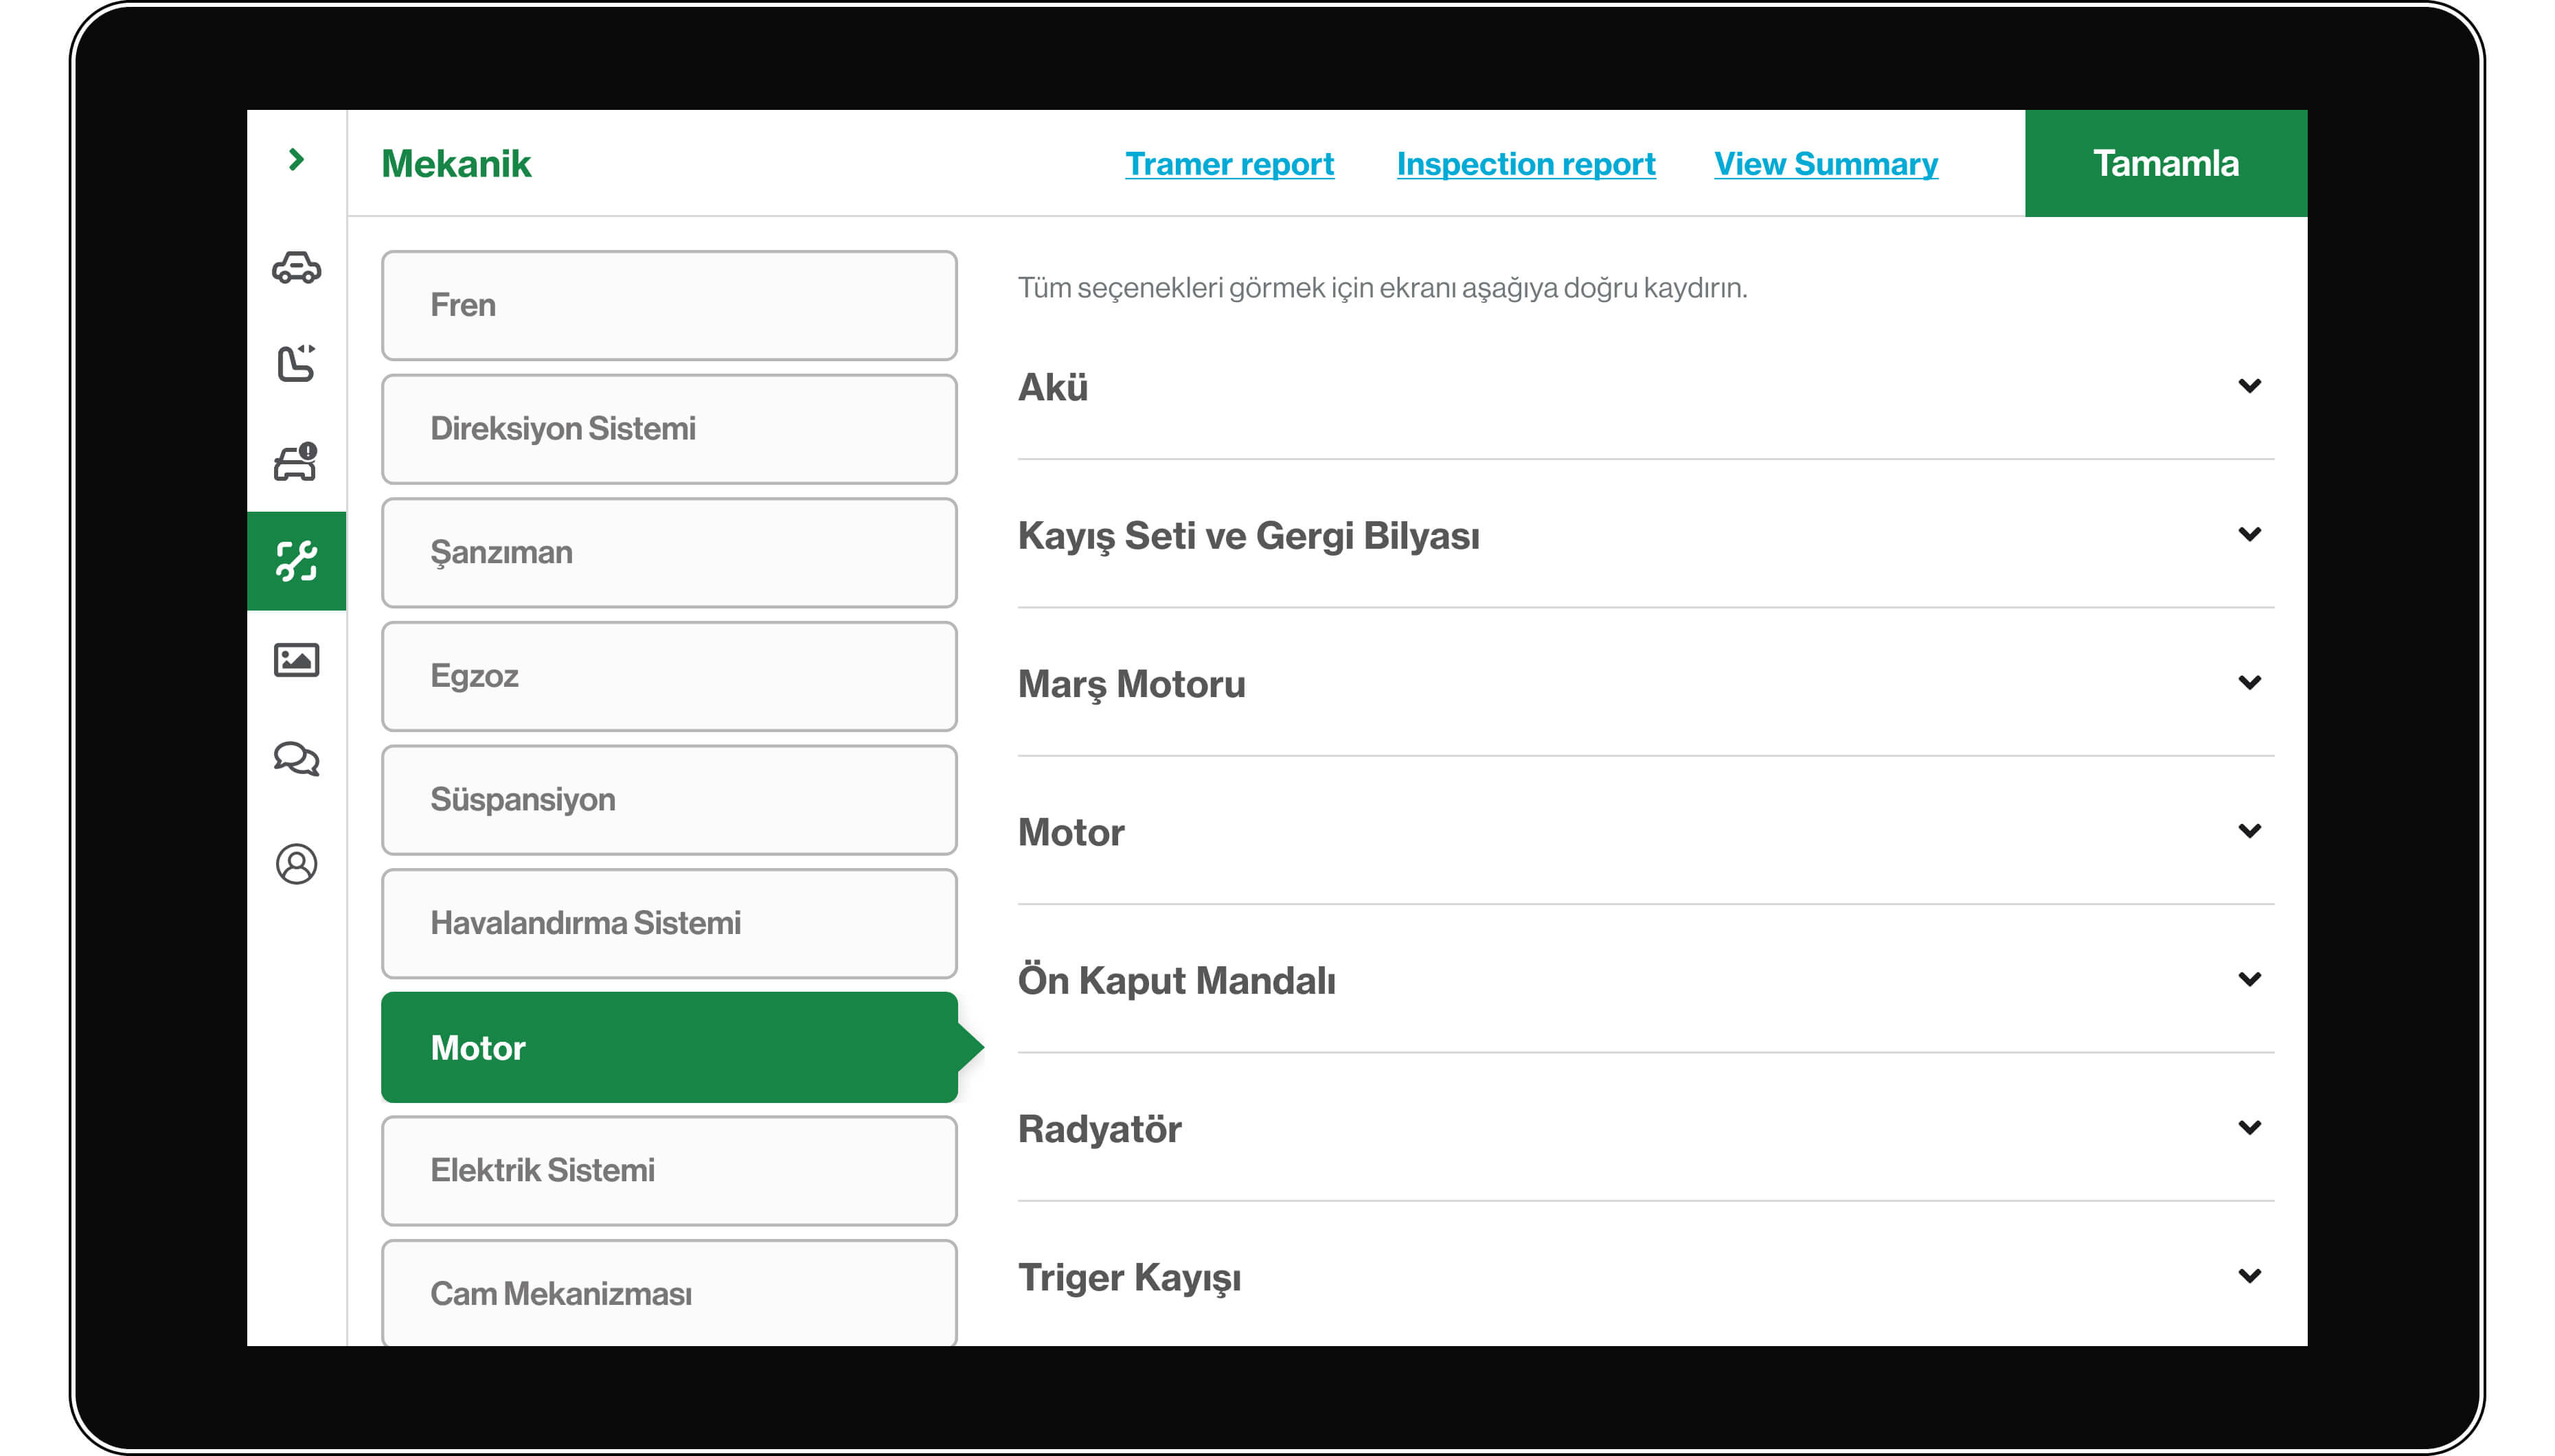 Mekanik
Tramer report
Inspection report
View Summary
Tamamla
Fren
Direksiyon Sistemi
Şanzıman
Egzoz
Süspansiyon
Havalandırma Sistemi
Motor
Elektrik Sistemi
Cam Mekanizması
Tüm seçenekleri görmek için ekranı aşağıya doğru kaydırın.
Akü
Kayış Seti ve Gergi Bilyası
Marş Motoru
Motor
Ön Kaput Mandalı
Radyatör
Triger Kayışı